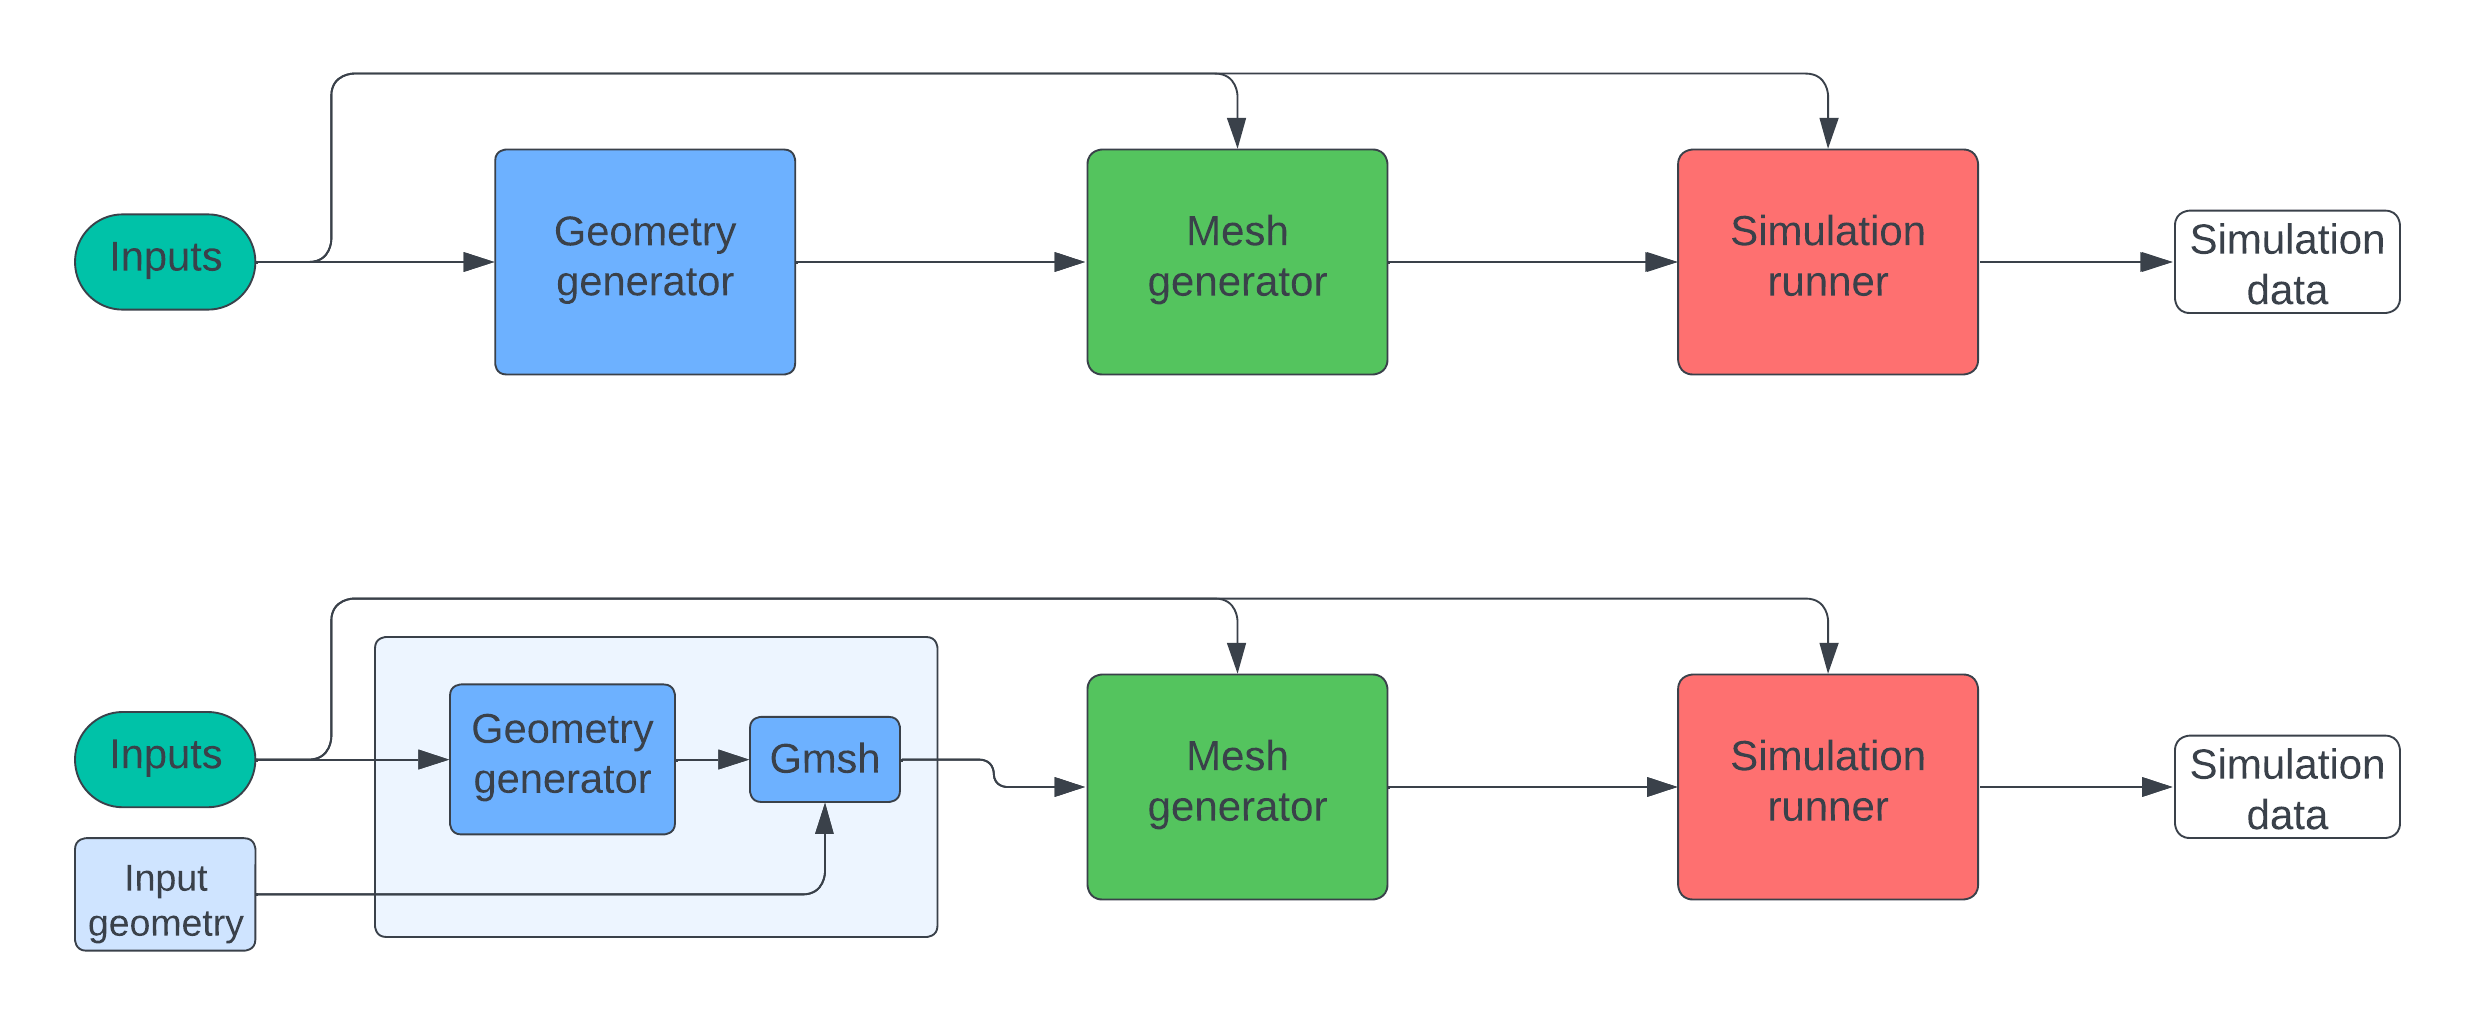 Inputs
Geometry
generator
Mesh
generator
Simulation
runner
Simulation
data
Inputs
Geometry
generator
Gmsh
Mesh
generator
Simulation
runner
Simulation
data
Input
geometry